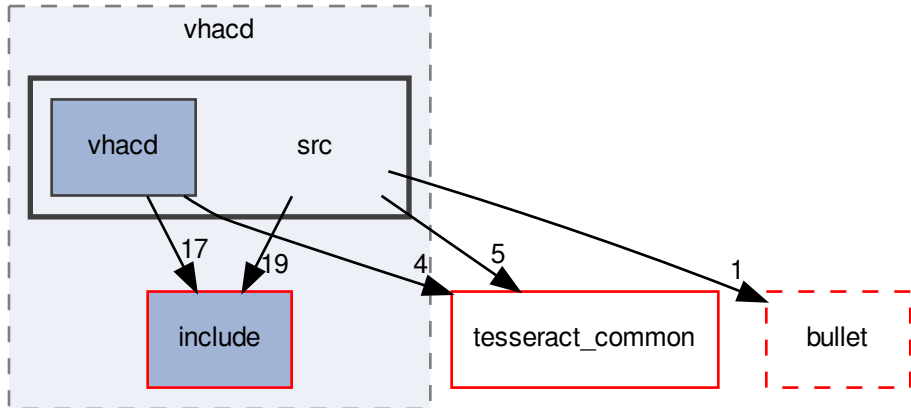 vhacd
vhacd
src
17
19
4
5
1
include
tesseract_common
bullet